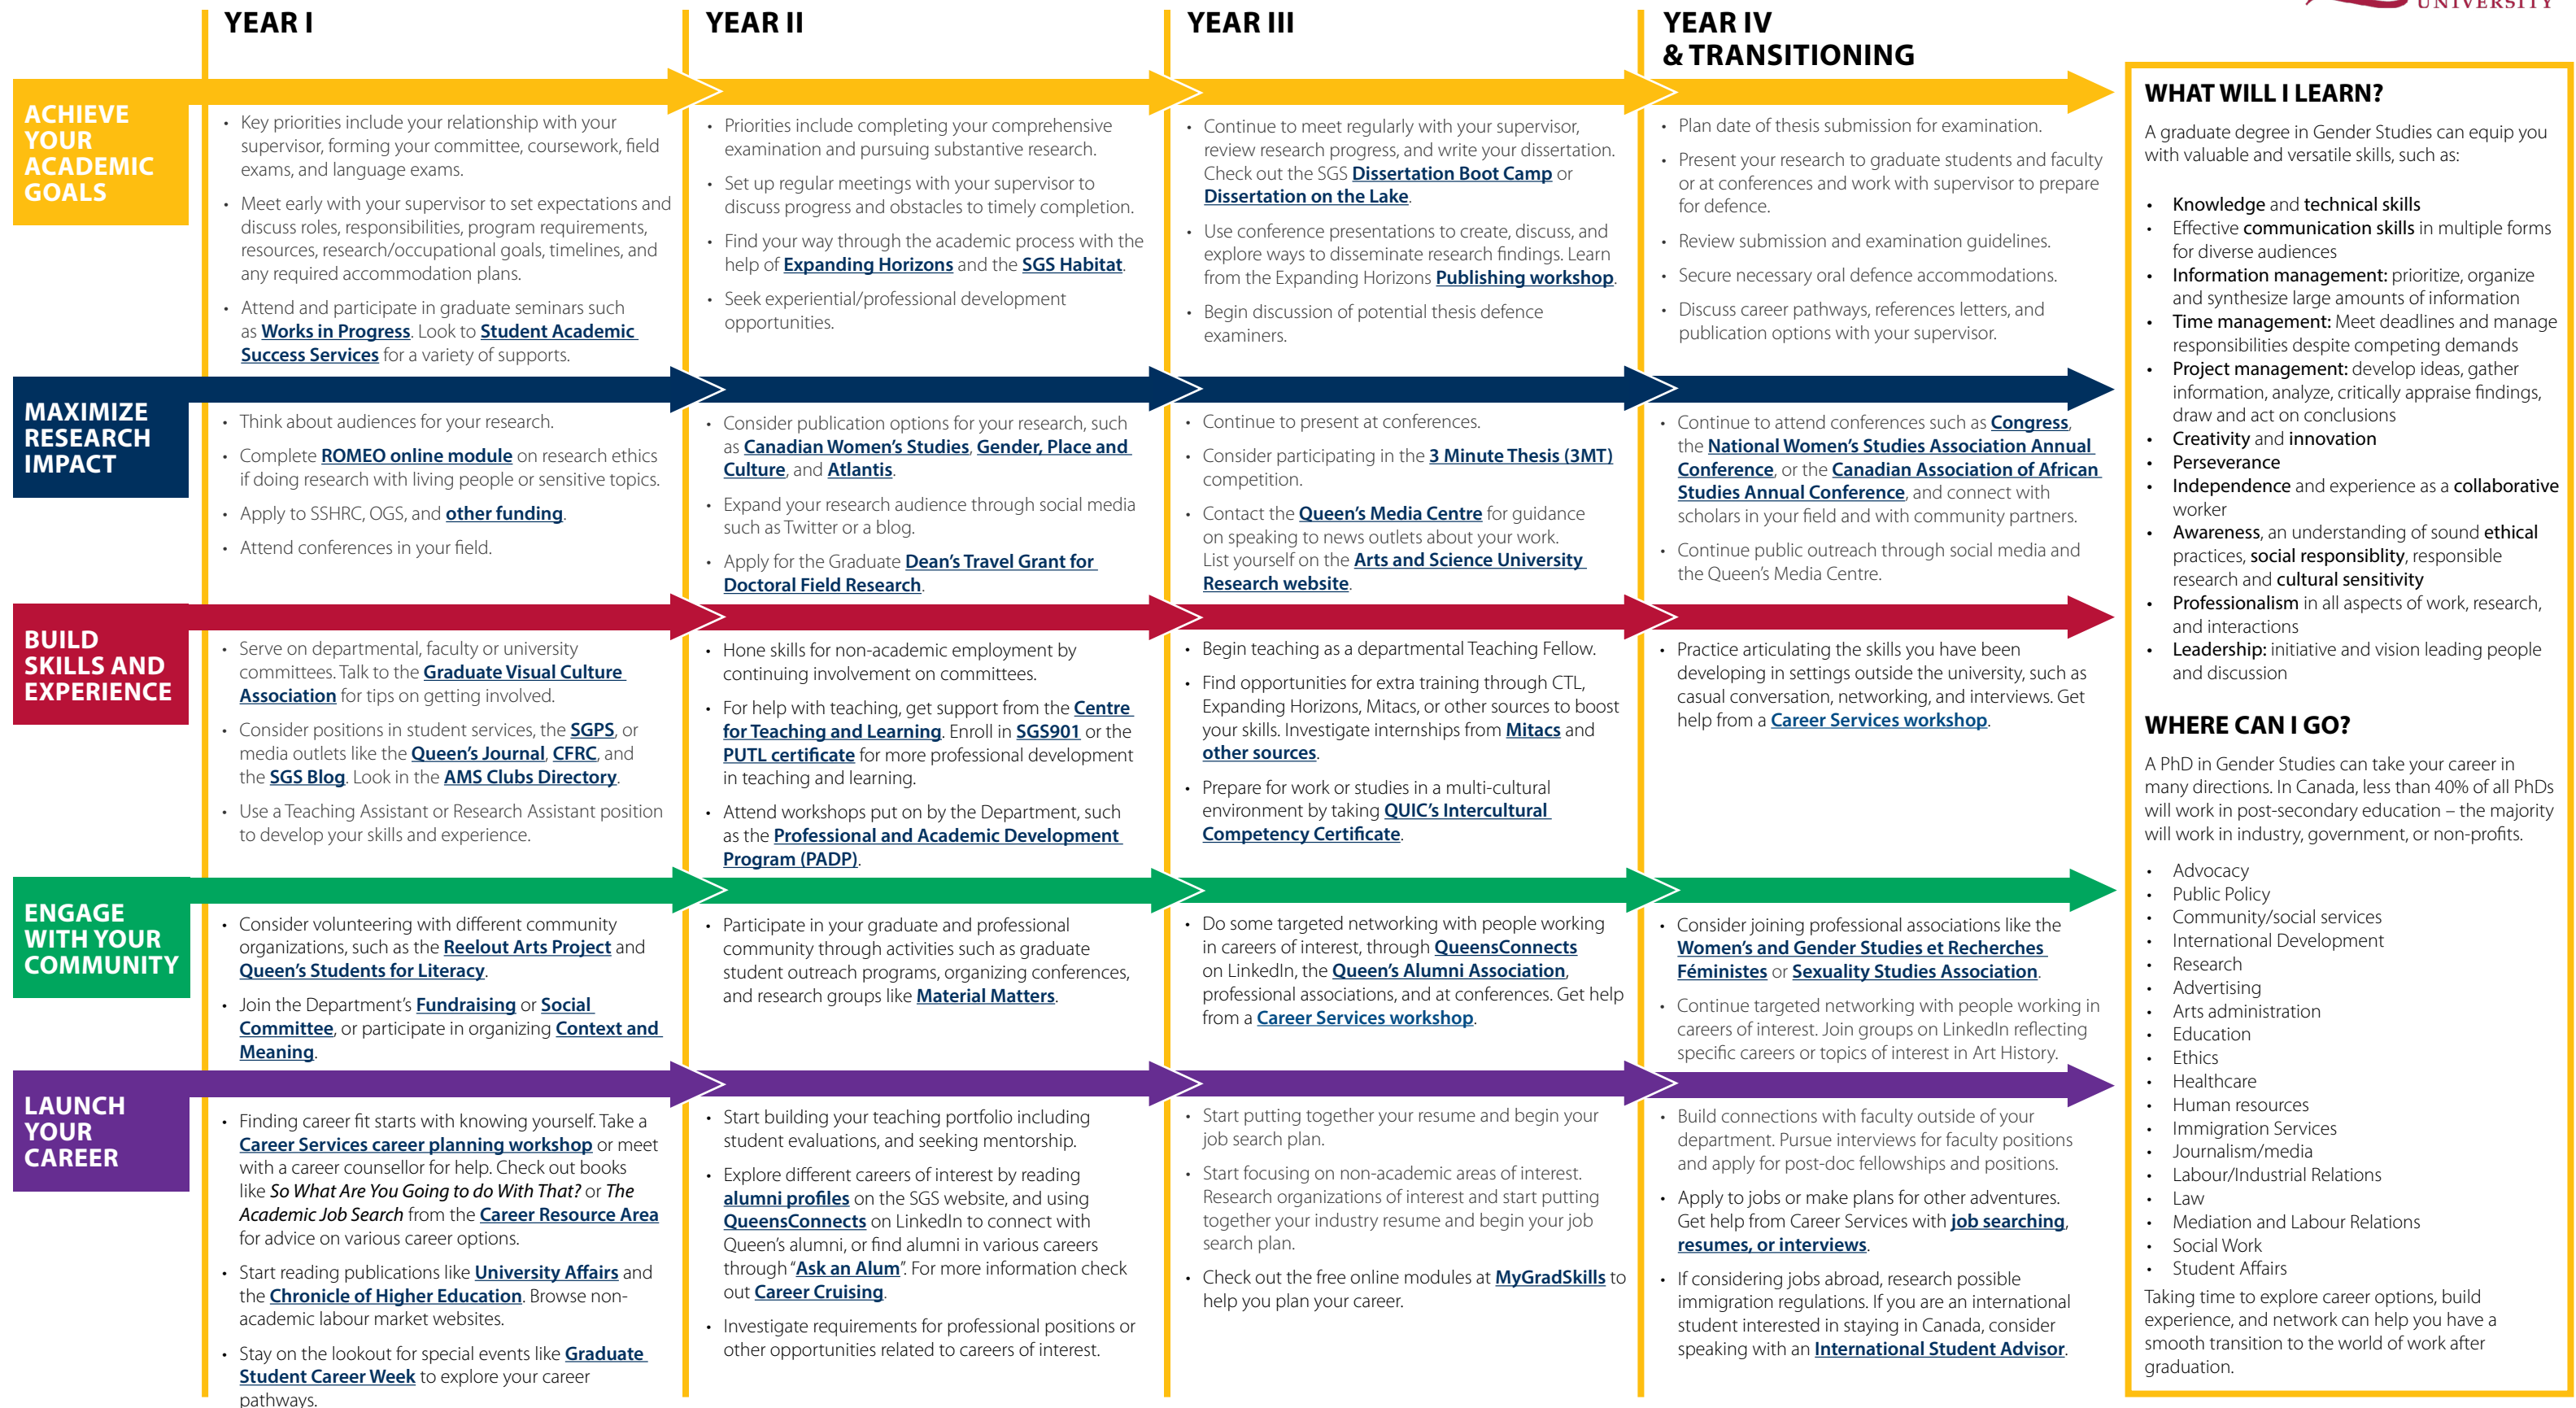 UNIVERSITY
YEAR I
YEAR II
YEAR III
YEAR IV
& TRANSITIONING
ACHIEVE
YOUR
ACADEMIC
GOALS
• Key priorities include your relationship with your
supervisor, forming your committee, coursework, field
exams, and language exams.
• Meet early with your supervisor to set expectations and
discuss roles, responsibilities, program requirements,
resources, research/occupational goals, timelines, and
any required accommodation plans.
• Attend and participate in graduate seminars such
as Works in Progress. Look to Student Academic
Success Services for a variety of supports.
• Priorities include completing your comprehensive
examination and pursuing substantive research.
• Set up regular meetings with your supervisor to
discuss progress and obstacles to timely completion.
• Find your way through the academic process with the
help of Expanding Horizons and the SGS Habitat.
• Seek experiential/professional development
opportunities.
• Continue to meet regularly with your supervisor,
review research progress, and write your dissertation.
Check out the SGS Dissertation Boot Camp or
Dissertation on the Lake.
• Use conference presentations to create, discuss, and
explore ways to disseminate research findings. Learn
from the Expanding Horizons Publishing workshop.
• Begin discussion of potential thesis defence
examiners.
• Plan date of thesis submission for examination.
• Present your research to graduate students and faculty
or at conferences and work with supervisor to prepare
for defence.
• Review submission and examination guidelines.
• Secure necessary oral defence accommodations.
• Discuss career pathways, references letters, and
publication options with your supervisor.
MAXIMIZE
RESEARCH
IMPACT
• Think about audiences for your research.
• Complete ROMEO online module on research ethics
if doing research with living people or sensitive topics.
• Apply to SSHRC, OGS, and other funding.
• Attend conferences in your field.
• Consider publication options for your research, such
as Canadian Women's Studies, Gender, Place and
Culture, and Atlantis.
• Expand your research audience through social media
such as Twitter or a blog.
• Apply for the Graduate Dean's Travel Grant for
Doctoral Field Research.
• Continue to present at conferences.
• Consider participating in the 3 Minute Thesis (3MT)
competition.
• Contact the Queen's Media Centre for guidance
on speaking to news outlets about your work.
List yourself on the Arts and Science University
Research website.
• Continue to attend conferences such as Congress,
the National Women's Studies Association Annual
Conference, or the Canadian Association of African
Studies Annual Conference, and connect with
scholars in your field and with community partners.
• Continue public outreach through social media and
the Queen's Media Centre.
BUILD
SKILLS AND
EXPERIENCE
• Serve on departmental, faculty or university
committees. Talk to the Graduate Visual Culture
Association for tips on getting involved.
• Consider positions in student services, the SGPS, or
media outlets like the Queen's Journal, CFRC, and
the SGS Blog. Look in the AMS Clubs Directory.
• Use a Teaching Assistant or Research Assistant position
to develop your skills and experience.
• Hone skills for non-academic employment by
continuing involvement on committees.
• For help with teaching, get support from the Centre
for Teaching and Learning. Enroll in SGS901 or the
PUTL certificate for more professional development
in teaching and learning.
• Attend workshops put on by the Department, such
as the Professional and Academic Development
Program (PADP).
• Begin teaching as a departmental Teaching Fellow.
• Find opportunities for extra training through CTL,
Expanding Horizons, Mitacs, or other sources to boost
your skills. Investigate internships from Mitacs and
other sources.
• Prepare for work or studies in a multi-cultural
environment by taking QUIC's Intercultural
Competency Certificate.
• Practice articulating the skills you have been
developing in settings outside the university, such as
casual conversation, networking, and interviews. Get
help from a Career Services workshop.
ENGAGE
WITH YOUR
COMMUNITY
• Consider volunteering with different community
organizations, such as the Reelout Arts Project and
Queen's Students for Literacy.
• Join the Department's Fundraising or Social
Committee, or participate in organizing Context and
Meaning.
• Participate in your graduate and professional
community through activities such as graduate
student outreach programs, organizing conferences,
and research groups like Material Matters.
• Do some targeted networking with people working
in careers of interest, through QueensConnects
on LinkedIn, the Queen's Alumni Association,
professional associations, and at conferences. Get help
from a Career Services workshop.
• Consider joining professional associations like the
Women's and Gender Studies et Recherches
Féministes or Sexuality Studies Association.
• Continue targeted networking with people working in
careers of interest. Join groups on LinkedIn reflecting
specific careers or topics of interest in Art History.
LAUNCH
YOUR
CAREER
• Finding career fit starts with knowing yourself. Take a
Career Services career planning workshop or meet
with a career counsellor for help. Check out books
like So What Are You Going to do With That? or The
Academic Job Search from the Career Resource Area
for advice on various career options.
• Start reading publications like University Affairs and
the Chronicle of Higher Education. Browse non-
academic labour market websites.
• Stay on the lookout for special events like Graduate
Student Career Week to explore your career
pathways.
• Start building your teaching portfolio including
student evaluations, and seeking mentorship.
• Explore different careers of interest by reading
alumni profiles on the SGS website, and using
QueensConnects on LinkedIn to connect with
Queen's alumni, or find alumni in various careers
through "Ask an Alum". For more information check
out Career Cruising.
• Investigate requirements for professional positions or
other opportunities related to careers of interest.
• Start putting together your resume and begin your
job search plan.
• Start focusing on non-academic areas of interest.
Research organizations of interest and start putting
together your industry resume and begin your job
search plan.
• Check out the free online modules at MyGradSkills to
help you plan your career.
• Build connections with faculty outside of your
department. Pursue interviews for faculty positions
and apply for post-doc fellowships and positions.
• Apply to jobs or make plans for other adventures.
Get help from Career Services with job searching,
resumes, or interviews.
• If considering jobs abroad, research possible
immigration regulations. If you are an international
student interested in staying in Canada, consider
speaking with an International Student Advisor.
WHAT WILL I LEARN?
A graduate degree in Gender Studies can equip you
with valuable and versatile skills, such as:
• Knowledge and technical skills
• Effective communication skills in multiple forms
for diverse audiences
• Information management: prioritize, organize
and synthesize large amounts of information
• Time management: Meet deadlines and manage
responsibilities despite competing demands
• Project management: develop ideas, gather
information, analyze, critically appraise findings,
draw and act on conclusions
• Creativity and innovation
• Perseverance
• Independence and experience as a collaborative
worker
• Awareness, an understanding of sound ethical
practices, social responsiblity, responsible
research and cultural sensitivity
• Professionalism in all aspects of work, research,
and interactions
• Leadership: initiative and vision leading people
and discussion
WHERE CAN I GO?
A PhD in Gender Studies can take your career in
many directions. In Canada, less than 40% of all PhDs
will work in post-secondary education – the majority
will work in industry, government, or non-profits.
• Advocacy
• Public Policy
• Community/social services
• International Development
• Research
• Advertising
• Arts administration
• Education
• Ethics
• Healthcare
• Human resources
• Immigration Services
• Journalism/media
• Labour/Industrial Relations
• Law
• Mediation and Labour Relations
• Social Work
• Student Affairs
Taking time to explore career options, build
experience, and network can help you have a
smooth transition to the world of work after
graduation.